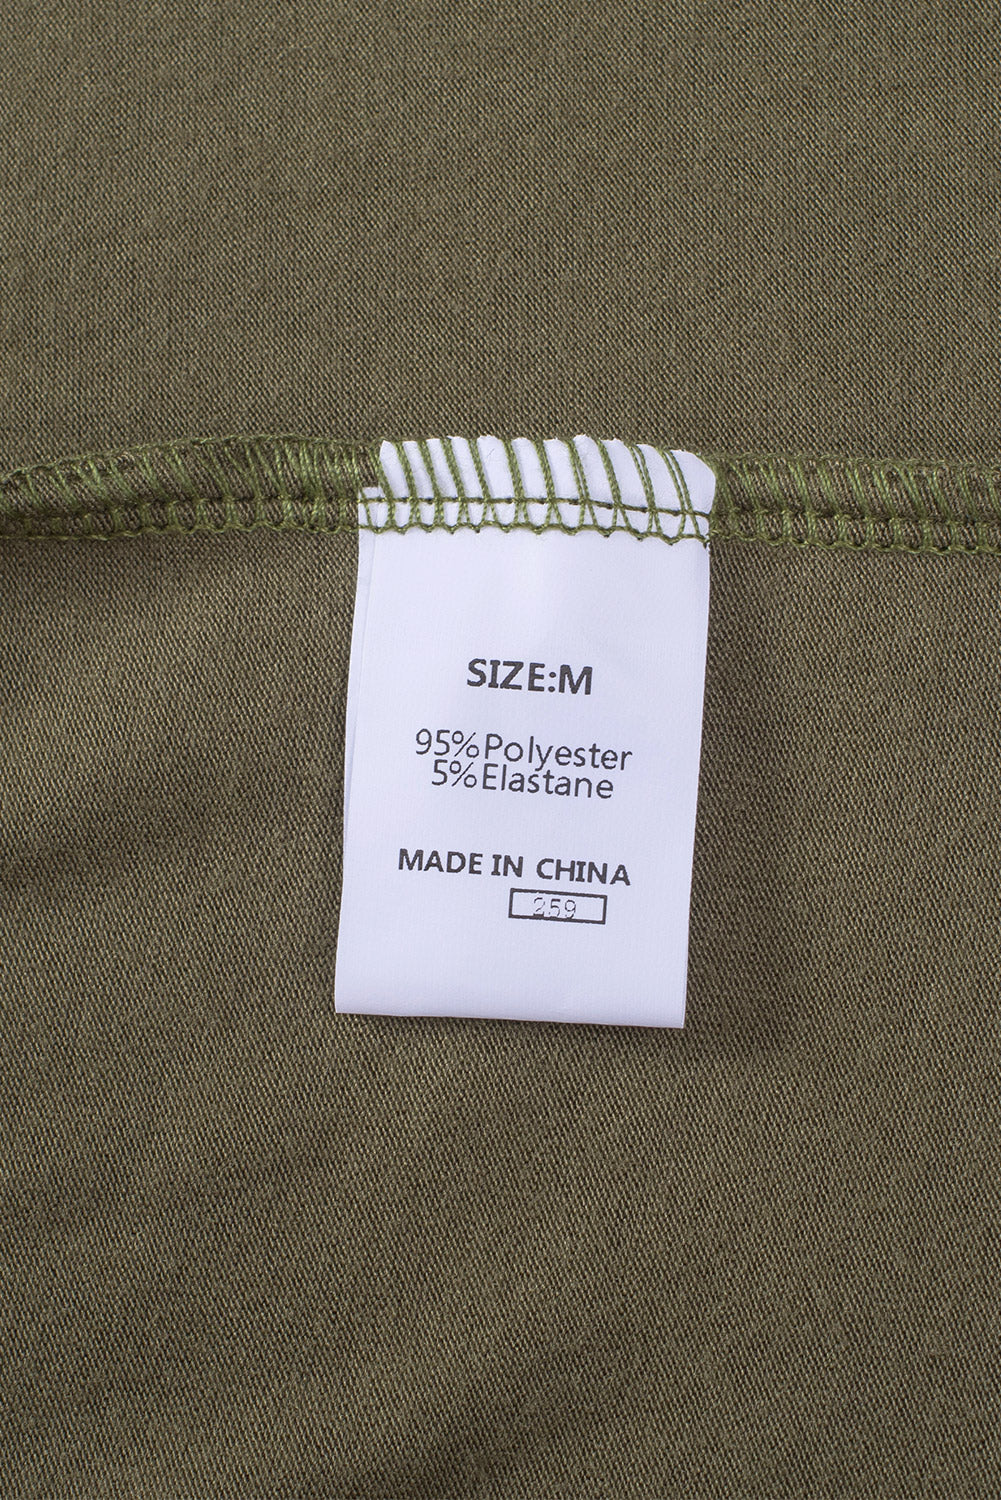 SIZE:M
95%Polyester
5%Elastane
MADE IN CHINA
259